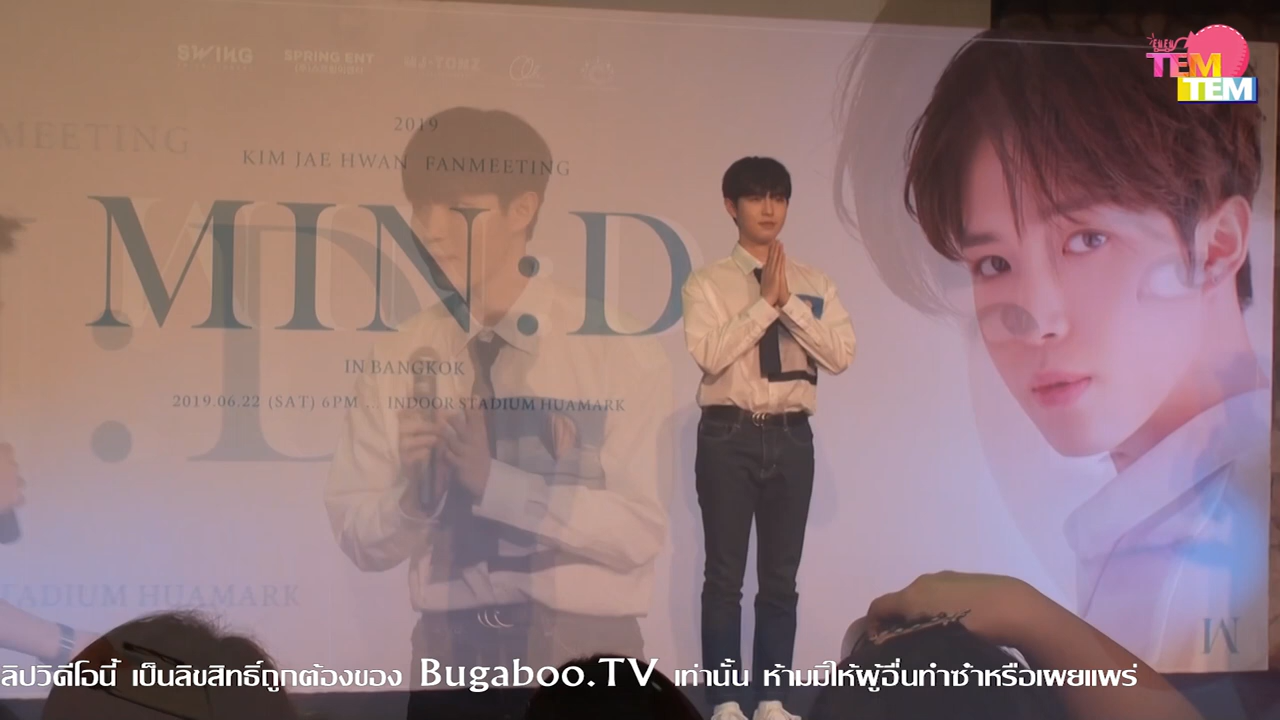 TEM
TEM
SWING
SPRING ENT
2019
KIM JAE HWAN FANMEETING
MEETING
MIN:D
IN BANGKOK
2019.06.22 (SAT) 6PM ... INDOOR STADIUM HUAMARK
STADIUM HUAMARK
M
ลิปวิดีโอนี้ เป็นลิขสิทธิ์ถูกต้องของ Bugaboo.TV เท่านั้น ห้ามมิให้ผู้อื่นทำซ้ำหรือเผยแพร่